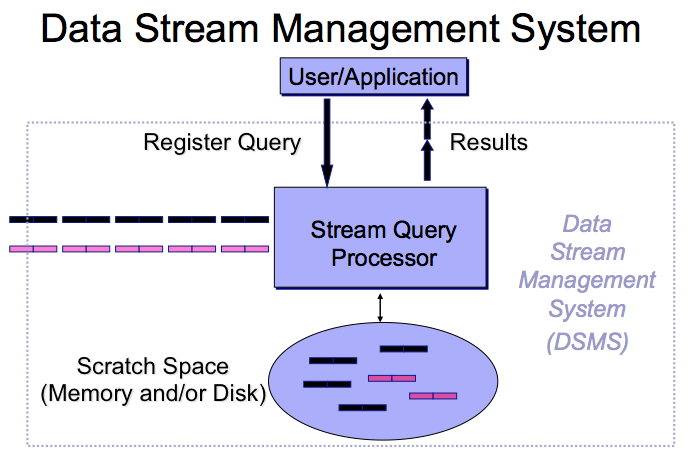 Data Stream Management System
User/Application
Register Query
Results
Stream Query
Processor
Data
Stream
Management
System
(DSMS)
Scratch Space
(Memory and/or Disk)